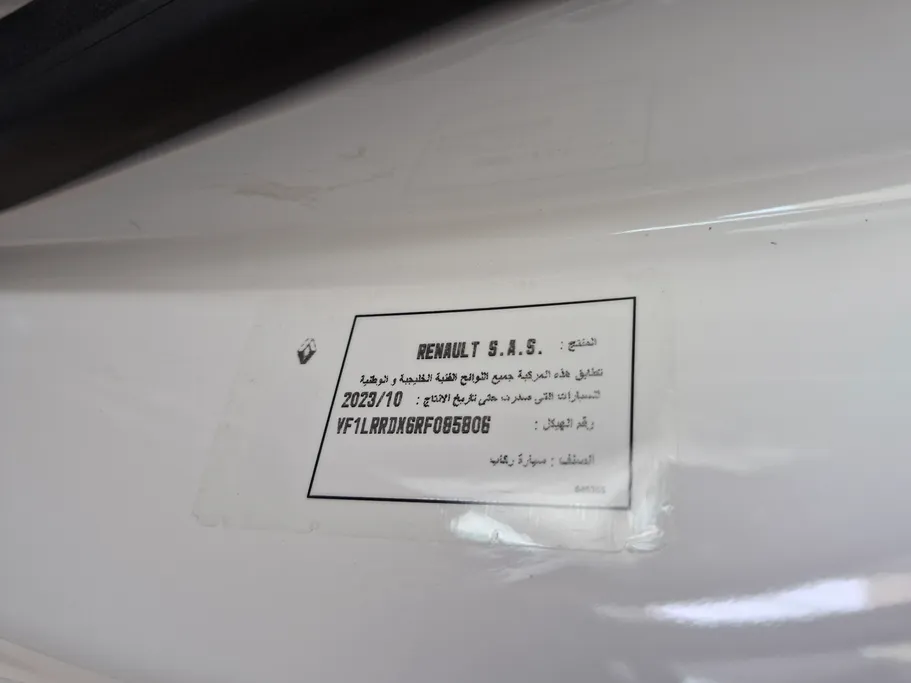 المنتج : RENAULT S.A.S.
تتطابق هذه المركبة جميع اللوائح الفنية الخليجية و الوطنية
للسيارات التي صدرت حتى تاريخ الانتاج : 2023/10
رقم الهيكل : VF1LRRDX6RF085806
الصنف : سيارة ركاب